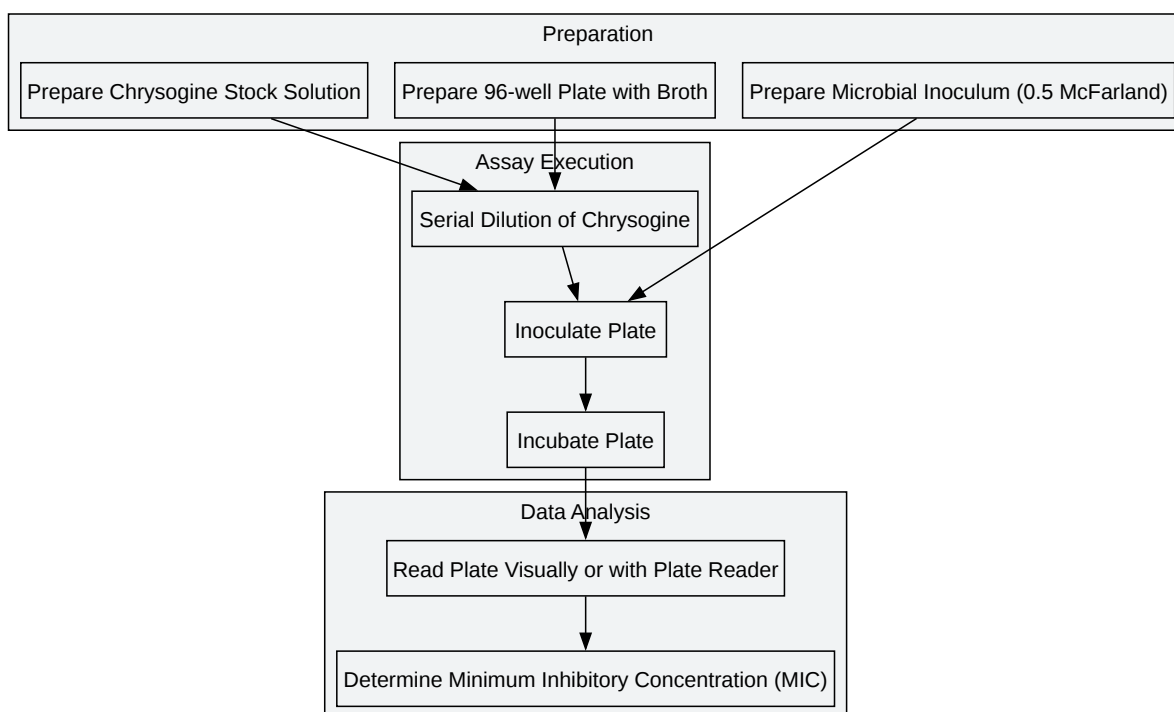 Preparation
Prepare Chrysogine Stock Solution
Prepare 96-well Plate with Broth
Prepare Microbial Inoculum (0.5 McFarland)
Assay Execution
Serial Dilution of Chrysogine
Inoculate Plate
Incubate Plate
Data Analysis
Read Plate Visually or with Plate Reader
Determine Minimum Inhibitory Concentration (MIC)